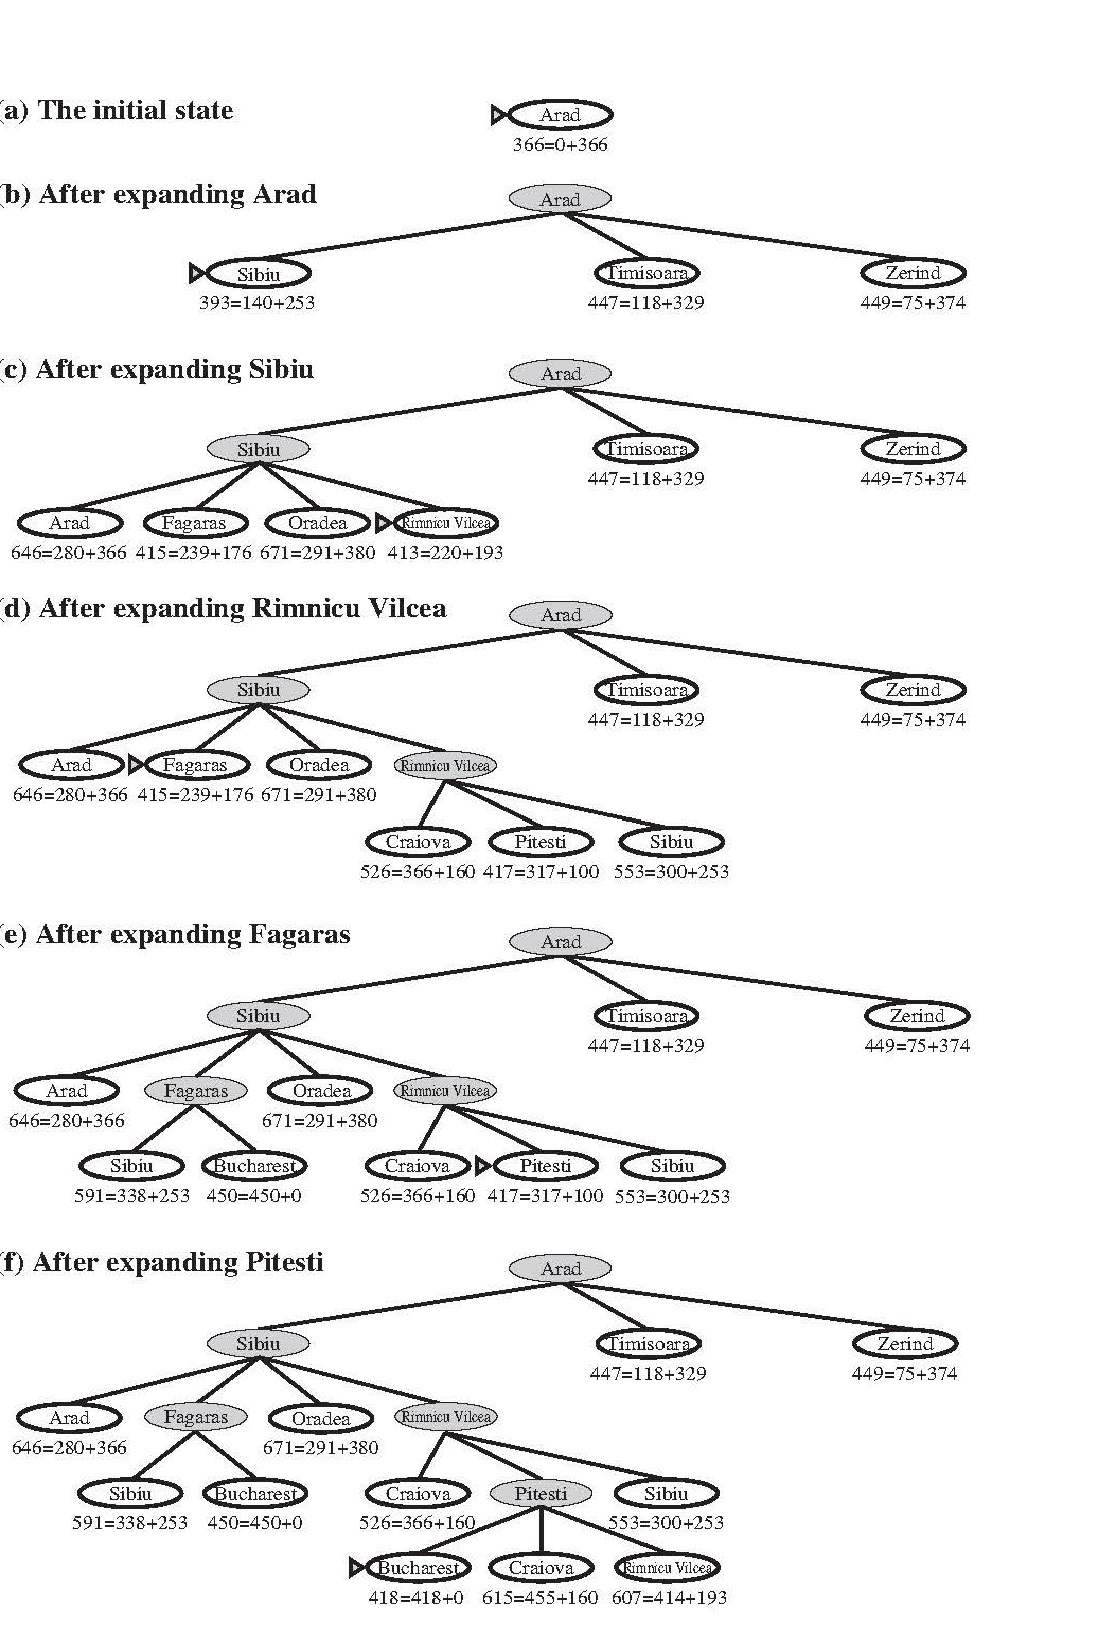 (a) The initial state
Arad
366=0+366
(b) After expanding Arad
Arad
Sibiu Timisoara Zerind
393=140+253 447=118+329 449=75+374
(c) After expanding Sibiu
Arad
Sibiu Timisoara Zerind
447=118+329 449=75+374
Arad Fagaras Oradea Rimnicu Vilcea
646=280+366 415=239+176 671=291+380 413=220+193
(d) After expanding Rimnicu Vilcea
Arad
Sibiu Timisoara Zerind
447=118+329 449=75+374
Arad Fagaras Oradea Rimnicu Vilcea
646=280+366 415=239+176 671=291+380
Craiova Pitesti Sibiu
526=366+160 417=317+100 553=300+253
(e) After expanding Fagaras
Arad
Sibiu Timisoara Zerind
447=118+329 449=75+374
Arad Fagaras Oradea Rimnicu Vilcea
646=280+366 671=291+380
Sibiu Bucharest Craiova Pitesti Sibiu
591=338+253 450=450+0 526=366+160 417=317+100 553=300+253
(f) After expanding Pitesti
Arad
Sibiu Timisoara Zerind
447=118+329 449=75+374
Arad Fagaras Oradea Rimnicu Vilcea
646=280+366 671=291+380
Sibiu Bucharest Craiova Pitesti Sibiu
591=338+253 450=450+0 526=366+160 553=300+253
Bucharest Craiova Rimnicu Vilcea
418=418+0 615=455+160 607=414+193